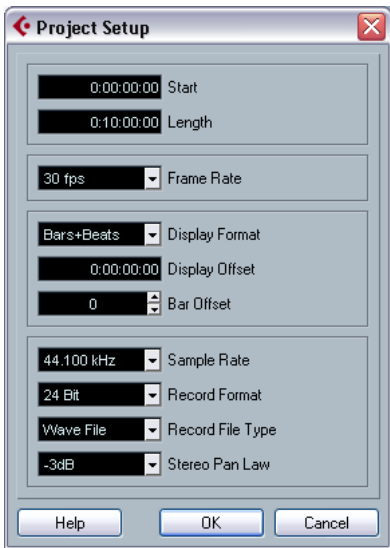 Project Setup
0:00:00:00 Start
0:10:00:00 Length
30 fps Frame Rate
Bars+Beats Display Format
0:00:00:00 Display Offset
0 Bar Offset
44.100 kHz Sample Rate
24 Bit Record Format
Wave File Record File Type
-3dB Stereo Pan Law
Help OK Cancel